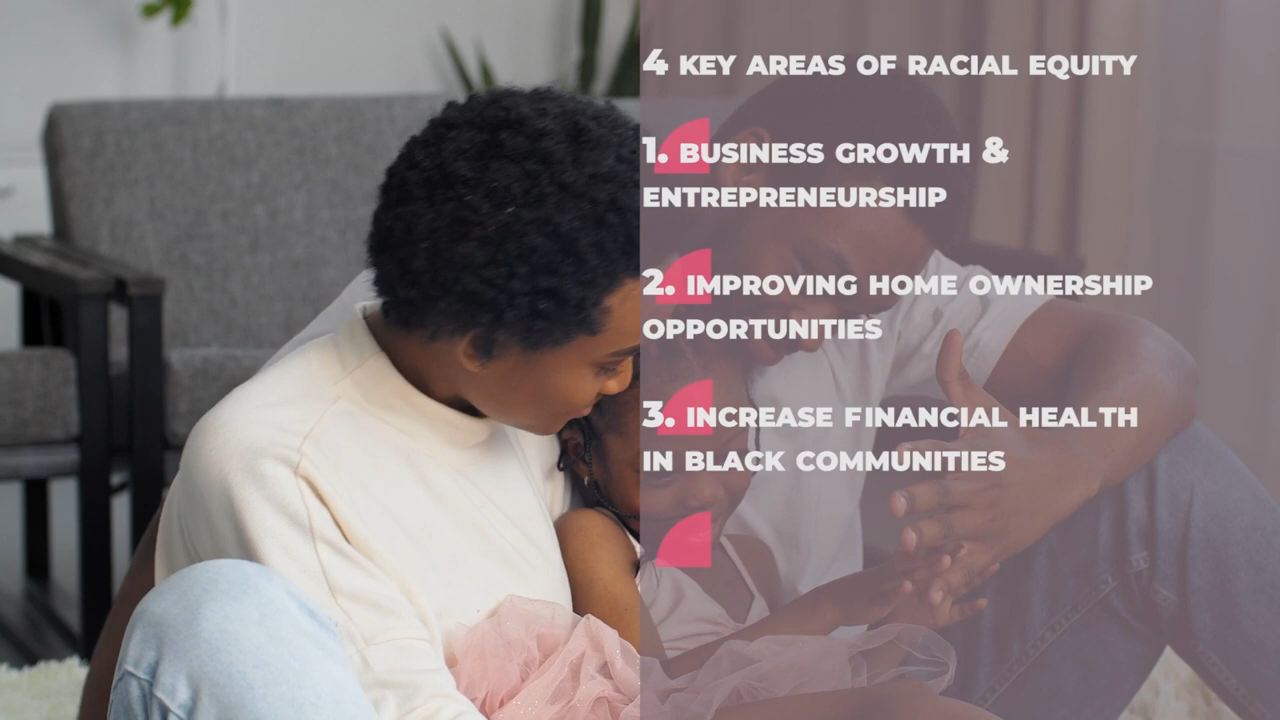 4 KEY AREAS OF RACIAL EQUITY
1. BUSINESS GROWTH &
ENTREPRENEURSHIP
2. IMPROVING HOME OWNERSHIP
OPPORTUNITIES
3. INCREASE FINANCIAL HEALTH
IN BLACK COMMUNITIES